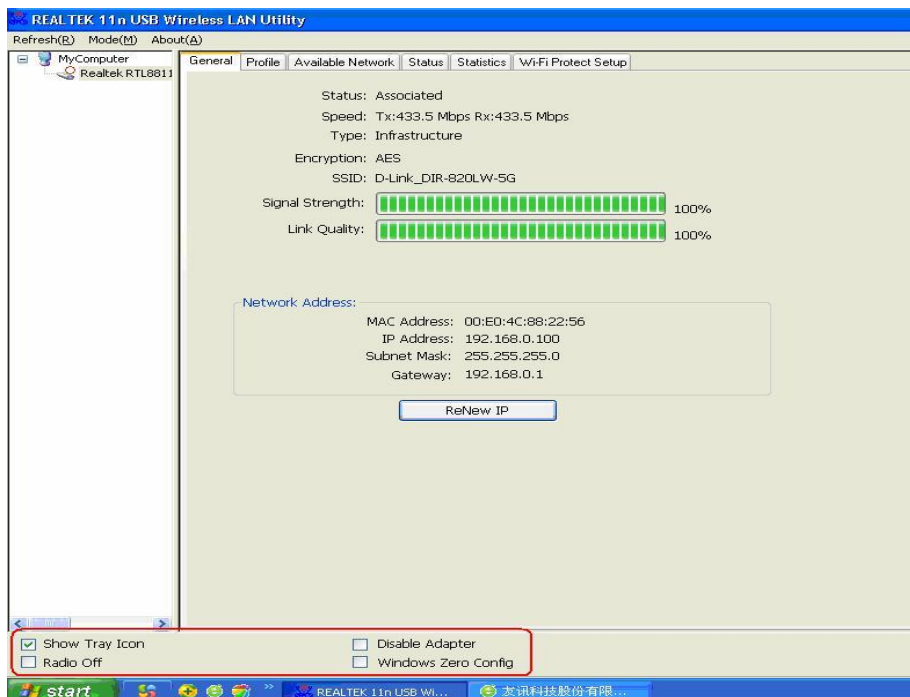 REALTEK 11n USB Wireless LAN Utility
Refresh(R) Mode(M) About(A)
MyComputer
Realtek RTL8811
General Profile Available Network Status Statistics Wi-Fi Protect Setup
Status: Associated
Speed: Tx:433.5 Mbps Rx:433.5 Mbps
Type: Infrastructure
Encryption: AES
SSID: D-Link_DIR-820LW-5G
Signal Strength: 100%
Link Quality: 100%
Network Address:
MAC Address: 00:E0:4C:88:22:56
IP Address: 192.168.0.100
Subnet Mask: 255.255.255.0
Gateway: 192.168.0.1
ReNew IP
Show Tray Icon Disable Adapter
Radio Off Windows Zero Config
start REALTEK 11n USB Wi... 友讯科技股份有限...